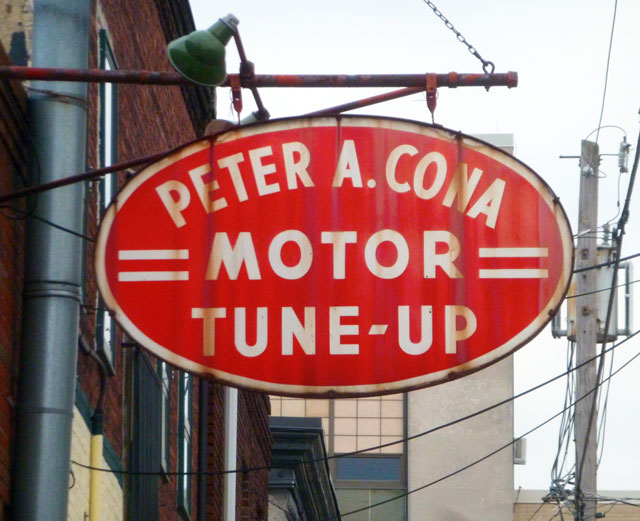 PETER A. CONA
MOTOR
TUNE-UP